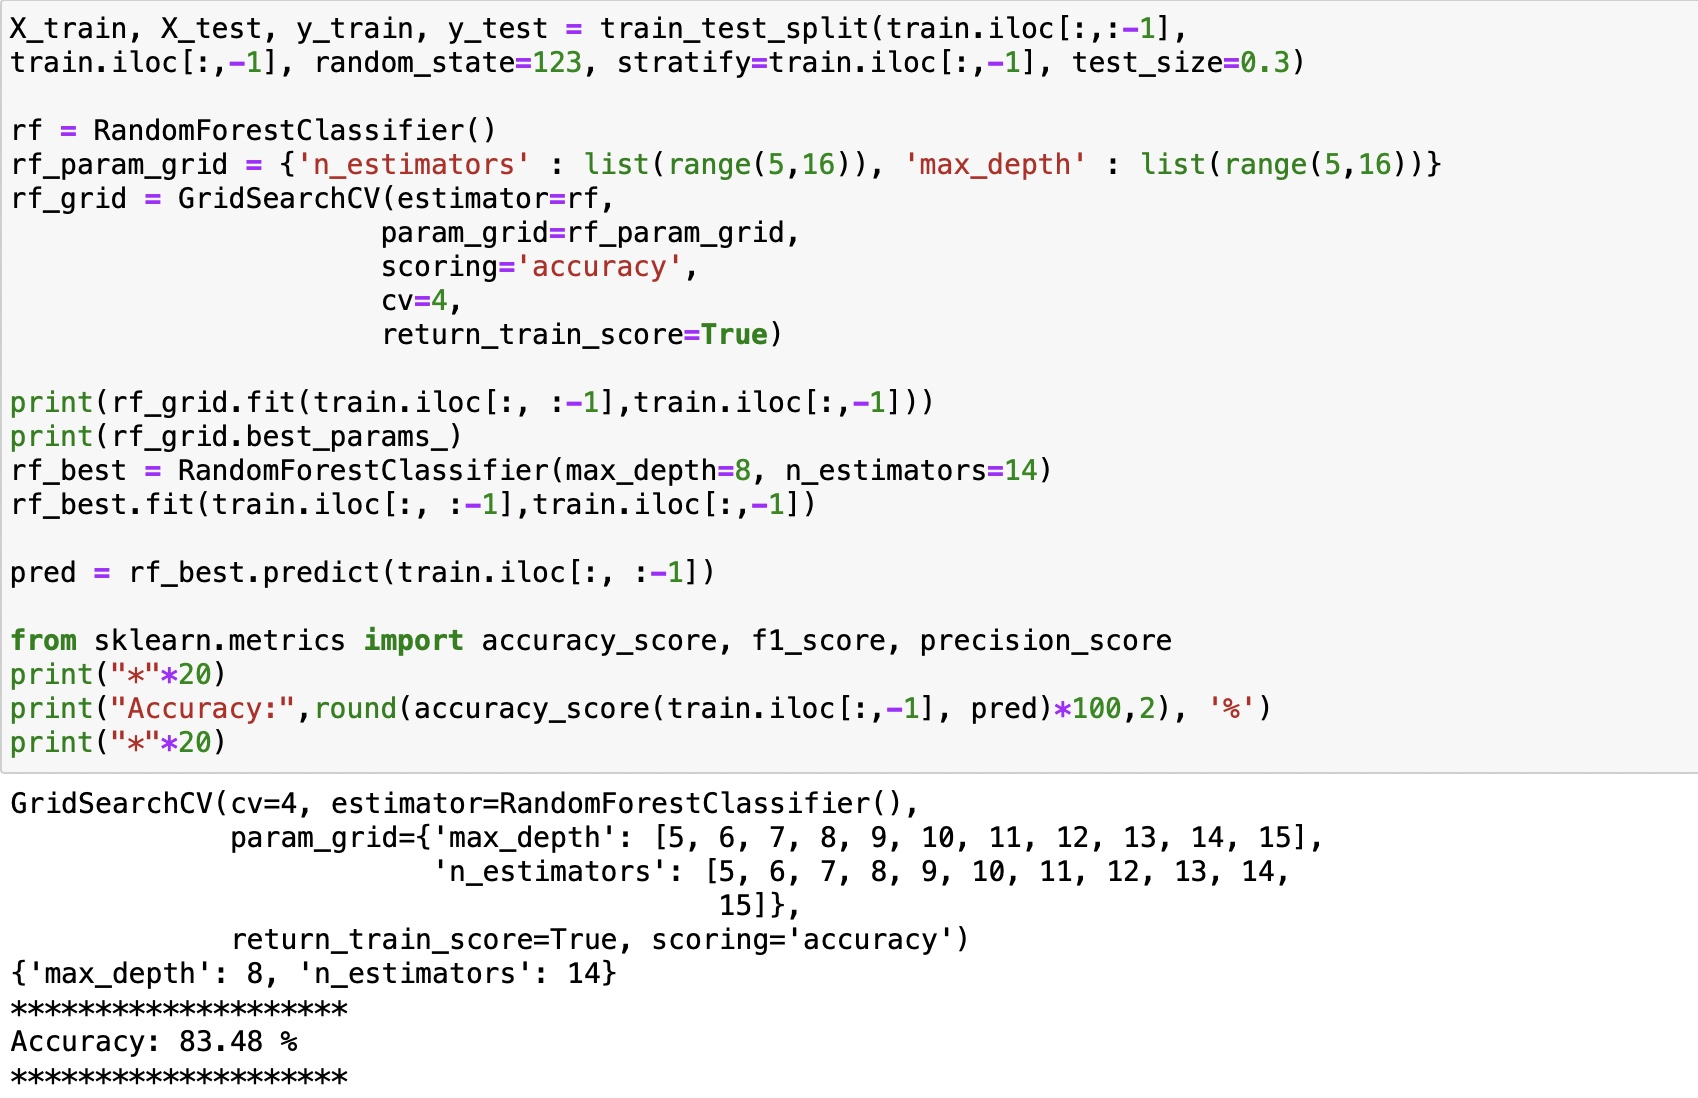 X_train, X_test, y_train, y_test = train_test_split(train.iloc[:,:-1],
train.iloc[:,-1], random_state=123, stratify=train.iloc[:,-1], test_size=0.3)

rf = RandomForestClassifier()
rf_param_grid = {'n_estimators' : list(range(5,16)), 'max_depth' : list(range(5,16))}
rf_grid = GridSearchCV(estimator=rf,
                      param_grid=rf_param_grid,
                      scoring='accuracy',
                      cv=4,
                      return_train_score=True)

print(rf_grid.fit(train.iloc[:, :-1],train.iloc[:,-1]))
print(rf_grid.best_params_)
rf_best = RandomForestClassifier(max_depth=8, n_estimators=14)
rf_best.fit(train.iloc[:, :-1],train.iloc[:,-1])

pred = rf_best.predict(train.iloc[:, :-1])

from sklearn.metrics import accuracy_score, f1_score, precision_score
print("*"*20)
print("Accuracy:",round(accuracy_score(train.iloc[:,-1], pred)*100,2), '%')
print("*"*20)

GridSearchCV(cv=4, estimator=RandomForestClassifier(),
             param_grid={'max_depth': [5, 6, 7, 8, 9, 10, 11, 12, 13, 14, 15],
                         'n_estimators': [5, 6, 7, 8, 9, 10, 11, 12, 13, 14,
                                          15]},
             return_train_score=True, scoring='accuracy')
{'max_depth': 8, 'n_estimators': 14}
********************
Accuracy: 83.48 %
********************